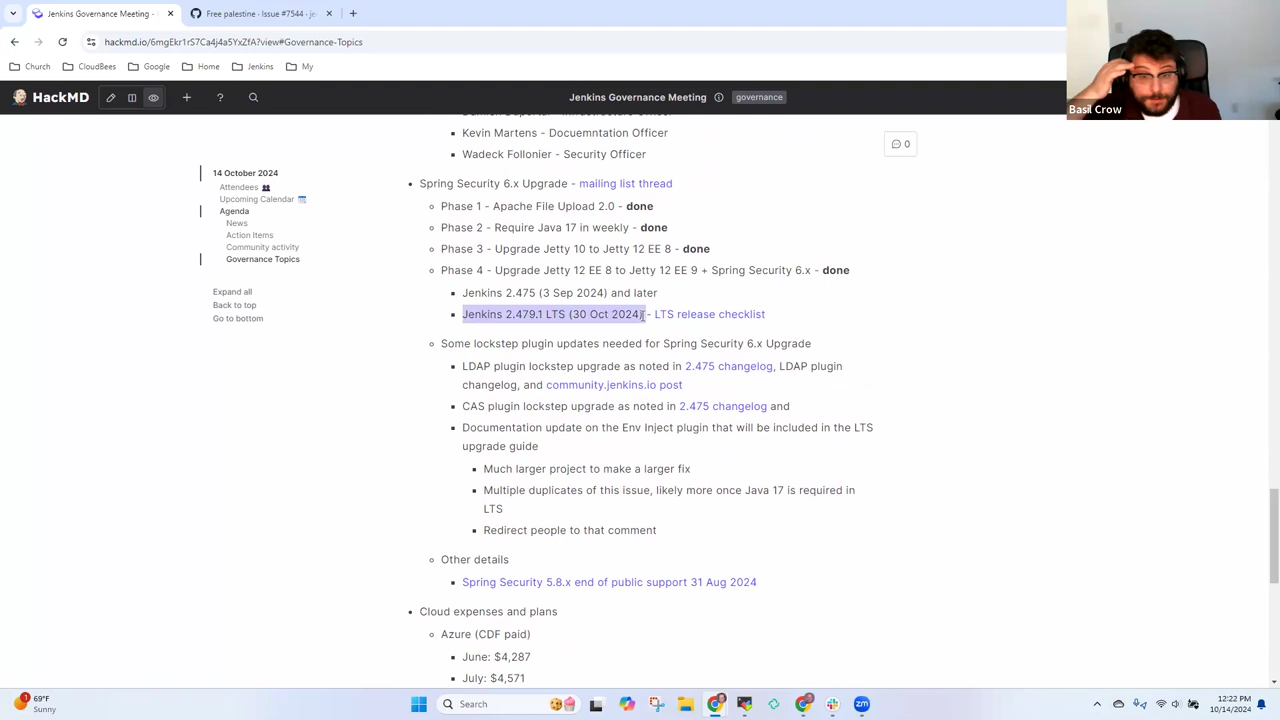 Jenkins Governance Meeting -
Free palestine · Issue #7544 · je
hackmd.io/6mgEkr1rS7Ca4j4a5YxZfA?view#Governance-Topics
Church
CloudBees
Google
Home
Jenkins
My
HackMD
Jenkins Governance Meeting
governance
Basil Crow
0
14 October 2024
Attendees
Upcoming Calendar
Agenda
News
Action Items
Community activity
Governance Topics
Expand all
Back to top
Go to bottom
Kevin Martens - Docuemntation Officer
Wadeck Follonier - Security Officer
Spring Security 6.x Upgrade - mailing list thread
Phase 1 - Apache File Upload 2.0 - done
Phase 2 - Require Java 17 in weekly - done
Phase 3 - Upgrade Jetty 10 to Jetty 12 EE 8 - done
Phase 4 - Upgrade Jetty 12 EE 8 to Jetty 12 EE 9 + Spring Security 6.x - done
Jenkins 2.475 (3 Sep 2024) and later
Jenkins 2.479.1 LTS (30 Oct 2024) - LTS release checklist
Some lockstep plugin updates needed for Spring Security 6.x Upgrade
LDAP plugin lockstep upgrade as noted in 2.475 changelog, LDAP plugin
changelog, and community.jenkins.io post
CAS plugin lockstep upgrade as noted in 2.475 changelog and
Documentation update on the Env Inject plugin that will be included in the LTS
upgrade guide
Much larger project to make a larger fix
Multiple duplicates of this issue, likely more once Java 17 is required in
LTS
Redirect people to that comment
Other details
Spring Security 5.8.x end of public support 31 Aug 2024
Cloud expenses and plans
Azure (CDF paid)
June: $4,287
July: $4,571
1
69°F
Sunny
Search
12:22 PM
10/14/2024